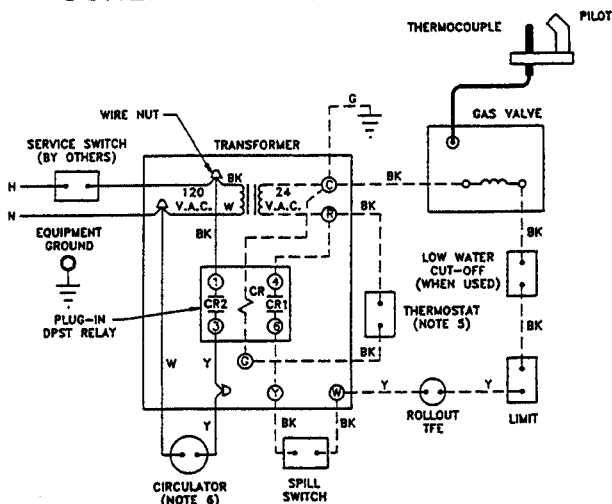 THERMOCOUPLE
PILOT
G
WIRE NUT
GAS VALVE
SERVICE SWITCH
(BY OTHERS)
TRANSFORMER
H
BK
120
V.A.C.
24
V.A.C.
C
BK
N
W
R
BK
EQUIPMENT
GROUND
BK
BK
LOW WATER
CUT-OFF
(WHEN USED)
1
4
CR
CR2
CR1
THERMOSTAT
(NOTE 5)
PLUG-IN
DPST RELAY
3
6
BK
G
BK
W
Y
Y
W
Y
Y
ROLLOUT
TFE
LIMIT
BK
BK
Y
CIRCULATOR
(NOTE 6)
SPILL
SWITCH